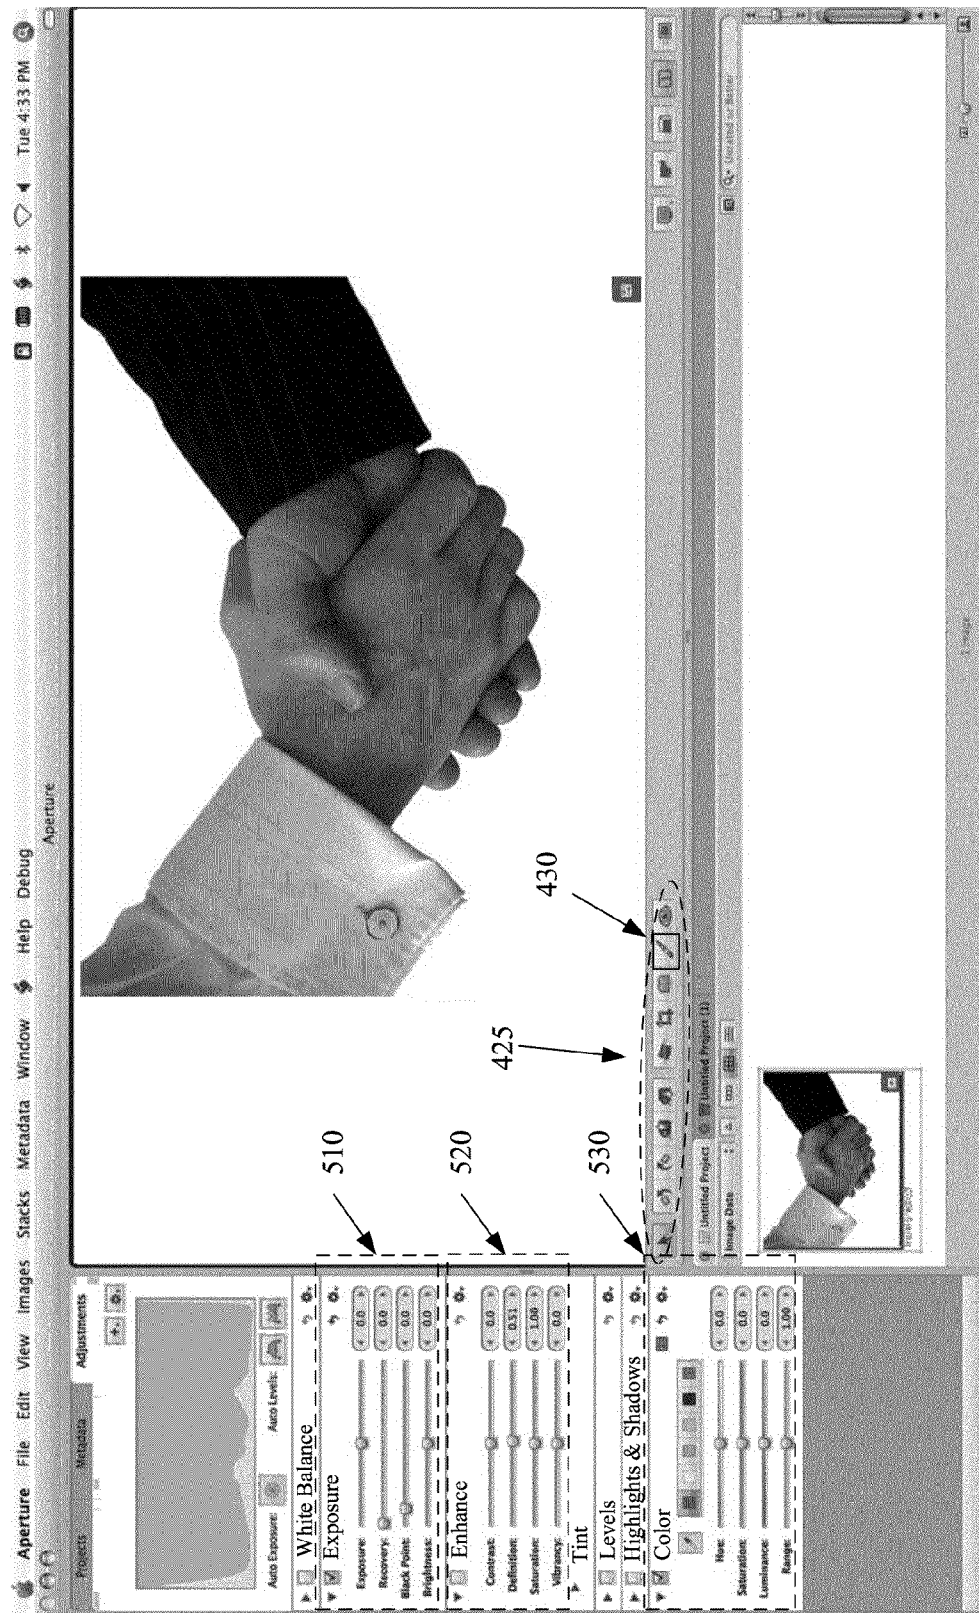 Aperture File Edit View Images Stacks Metadata Window Help Debug Tue 4:33 PM
Aperture
Projects Metadata Adjustments
Auto Exposure: Auto Levels:
White Balance
Exposure
Exposure: 0.0
Recovery: 0.0
Black Point: 0.0
Brightness: 0.0
Enhance
Contrast: 0.0
Definition: 0.51
Saturation: 1.00
Vibrancy: 0.0
Tint
Levels
Highlights & Shadows
Color
Hue: 0.0
Saturation: 0.0
Luminance: 0.0
Range: 1.00
510
520
530
425
430
Untitled Project Untitled Project (1)
Image Date
Unrated or Better